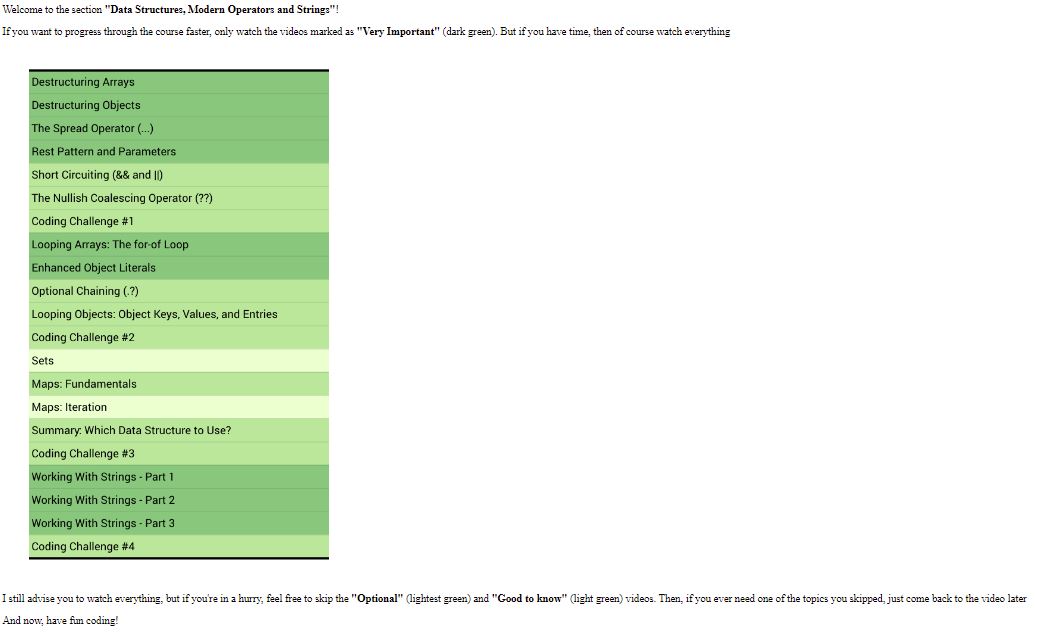 Welcome to the section "Data Structures, Modern Operators and Strings"!
If you want to progress through the course faster, only watch the videos marked as "Very Important" (dark green). But if you have time, then of course watch everything
Destructuring Arrays
Destructuring Objects
The Spread Operator (...)
Rest Pattern and Parameters
Short Circuiting (&& and ||)
The Nullish Coalescing Operator (??)
Coding Challenge #1
Looping Arrays: The for-of Loop
Enhanced Object Literals
Optional Chaining (.?)
Looping Objects: Object Keys, Values, and Entries
Coding Challenge #2
Sets
Maps: Fundamentals
Maps: Iteration
Summary: Which Data Structure to Use?
Coding Challenge #3
Working With Strings - Part 1
Working With Strings - Part 2
Working With Strings - Part 3
Coding Challenge #4
I still advise you to watch everything, but if you're in a hurry, feel free to skip the "Optional" (lightest green) and "Good to know" (light green) videos. Then, if you ever need one of the topics you skipped, just come back to the video later
And now, have fun coding!